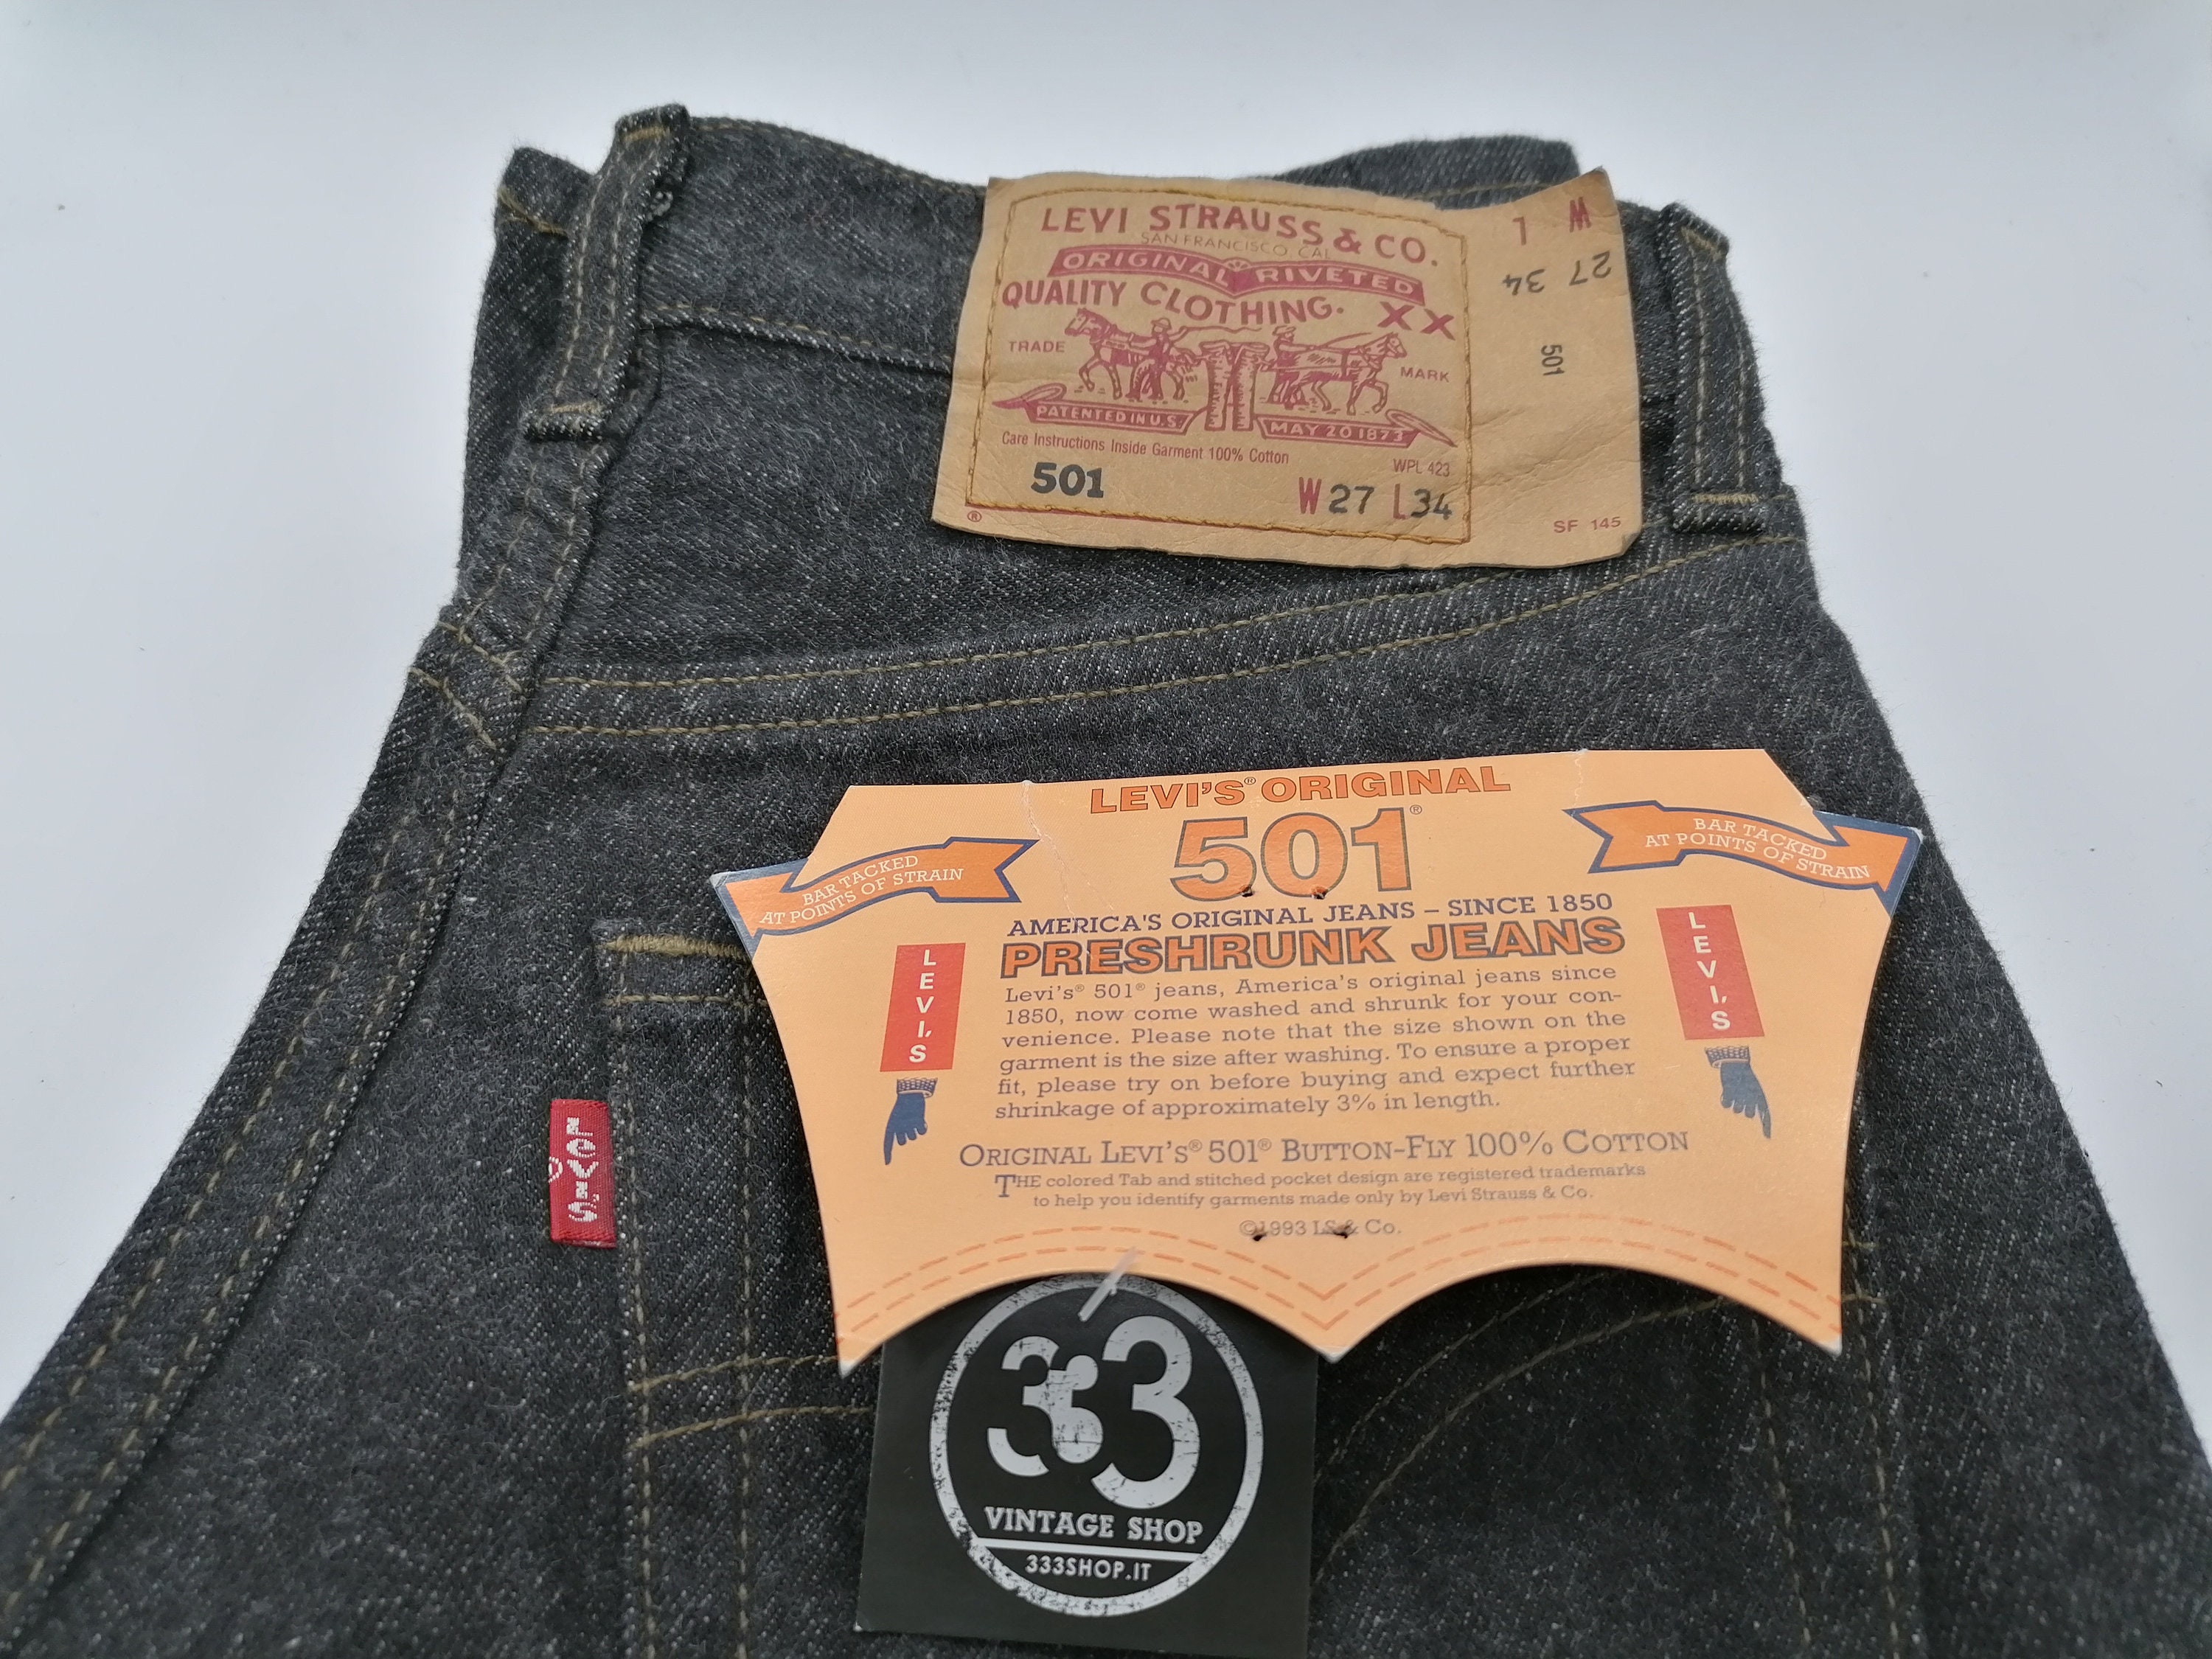 LEVI STRAUSS & CO.
SAN FRANCISCO, CAL
ORIGINAL RIVETED
QUALITY CLOTHING. XX
TRADE MARK
PATENTED IN U.S MAY 20 1873
Care Instructions Inside Garment 100% Cotton
WPL 423
501 W 27 L 34
®
L W
27 34
501
SF 145
LEVI'S® ORIGINAL
501®
BAR TACKED
AT POINTS OF STRAIN
BAR TACKED
AT POINTS OF STRAIN
AMERICA'S ORIGINAL JEANS – SINCE 1850
PRESHRUNK JEANS
Levi's® 501® jeans, America's original jeans since
1850, now come washed and shrunk for your con-
venience. Please note that the size shown on the
garment is the size after washing. To ensure a proper
fit, please try on before buying and expect further
shrinkage of approximately 3% in length.
LEVI'S
LEVI'S
ORIGINAL LEVI'S® 501® BUTTON-FLY 100% COTTON
THE colored Tab and stitched pocket design are registered trademarks
to help you identify garments made only by Levi Strauss & Co.
©1993 LS & Co.
LEVI'S
®
333
VINTAGE SHOP
333SHOP.IT